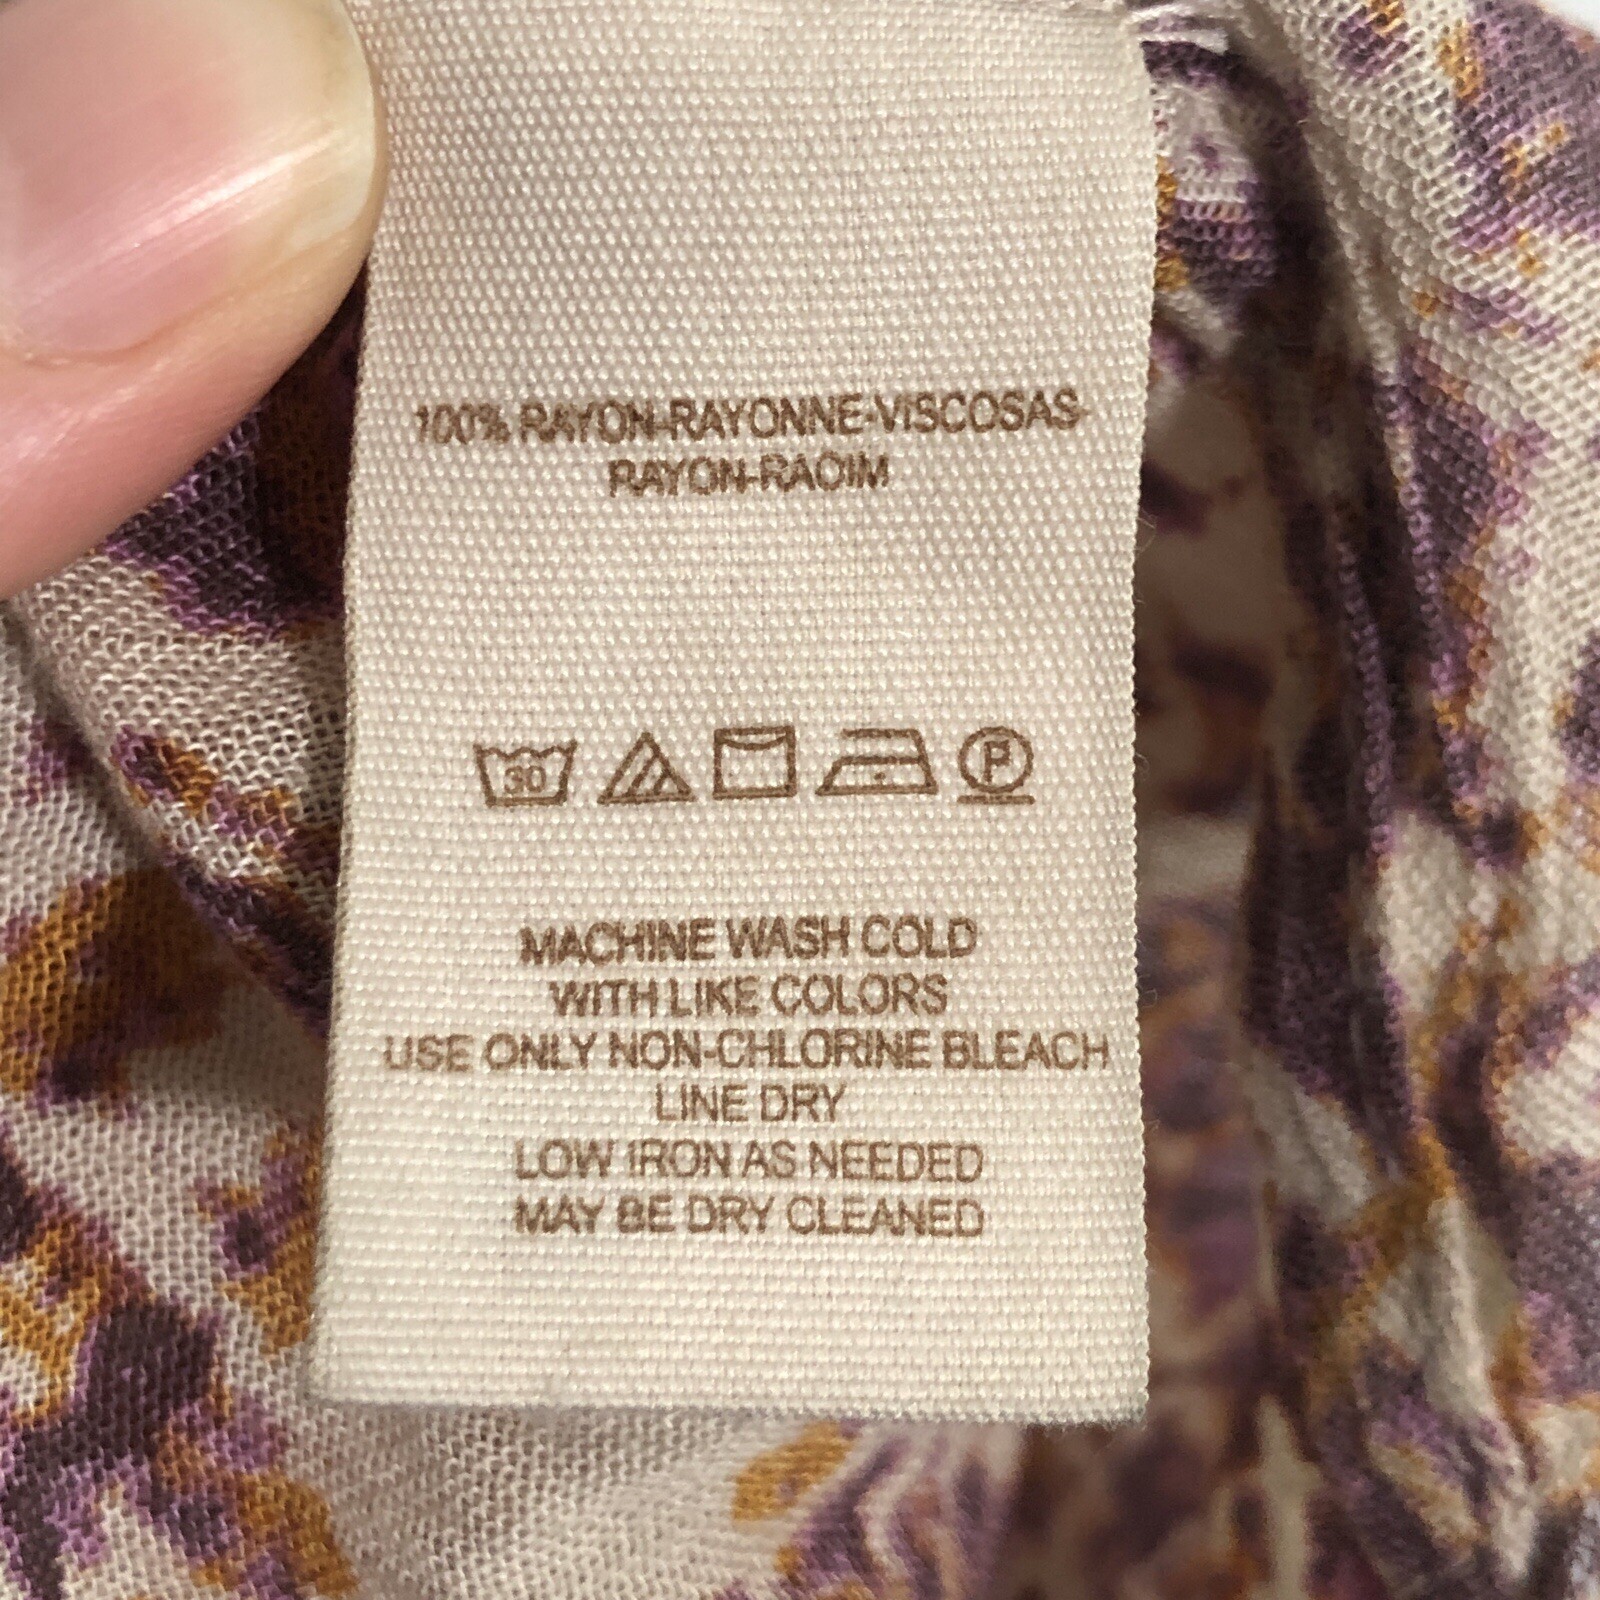 100% RAYON-RAYONNE-VISCOSAS-
RAYON-RAOIM
30
P
MACHINE WASH COLD
WITH LIKE COLORS
USE ONLY NON-CHLORINE BLEACH
LINE DRY
LOW IRON AS NEEDED
MAY BE DRY CLEANED